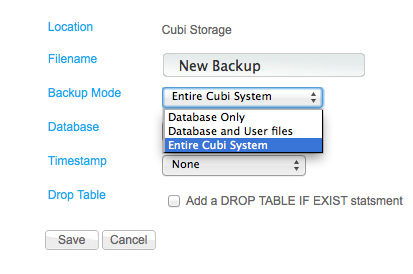 Location Cubi Storage
Filename New Backup
Backup Mode Entire Cubi System
Database Only
Database and User files
Entire Cubi System
Database
Timestamp None
Drop Table Add a DROP TABLE IF EXIST statsment
Save Cancel